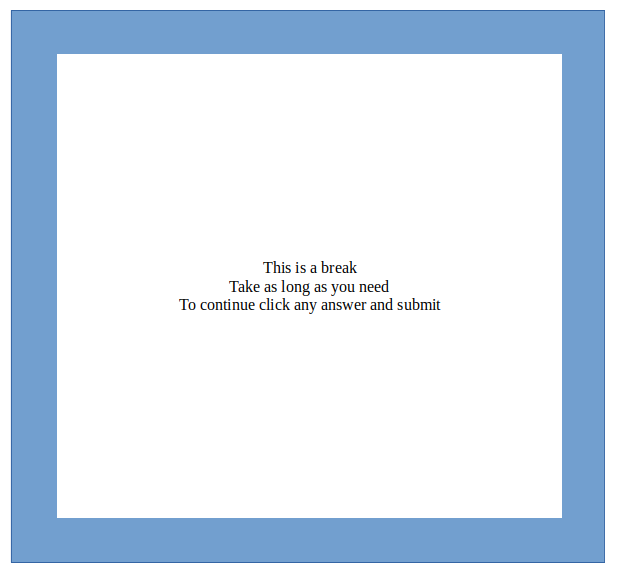 This is a break
Take as long as you need
To continue click any answer and submit